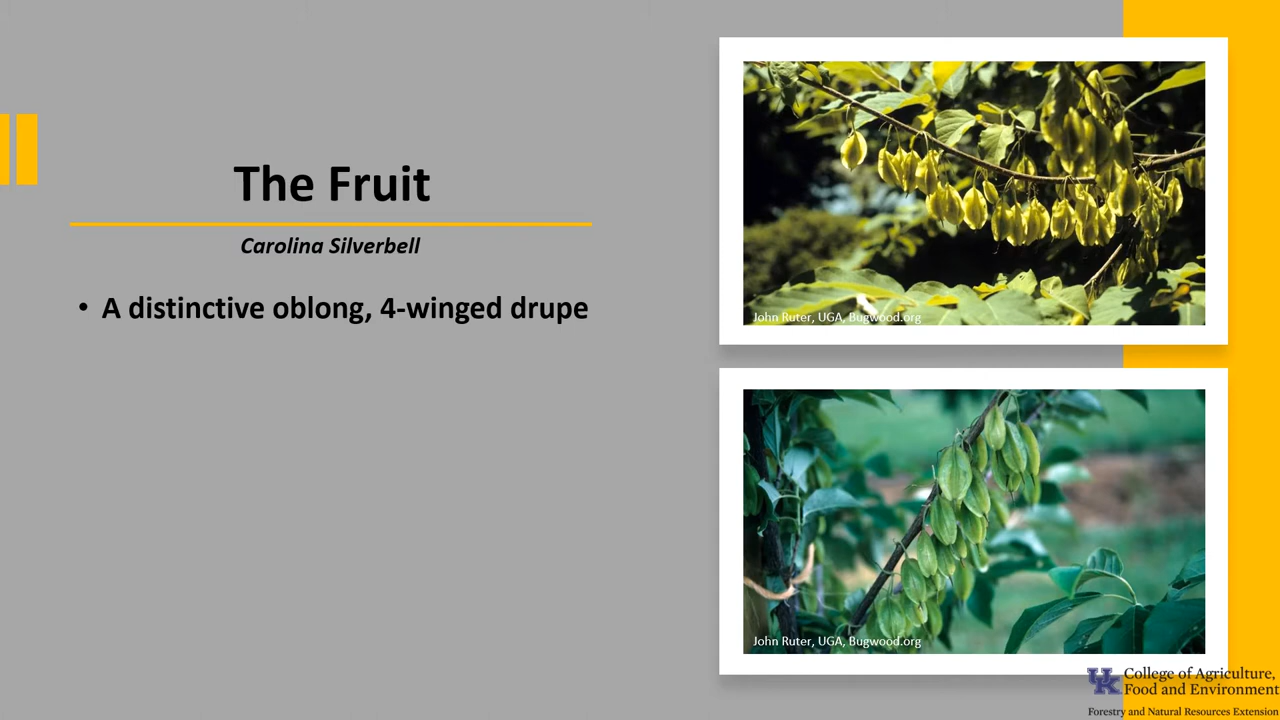 The Fruit
Carolina Silverbell
• A distinctive oblong, 4-winged drupe
John Ruter, UGA, Bugwood.org
John Ruter, UGA, Bugwood.org
UK College of Agriculture,
Food and Environment
Forestry and Natural Resources Extension